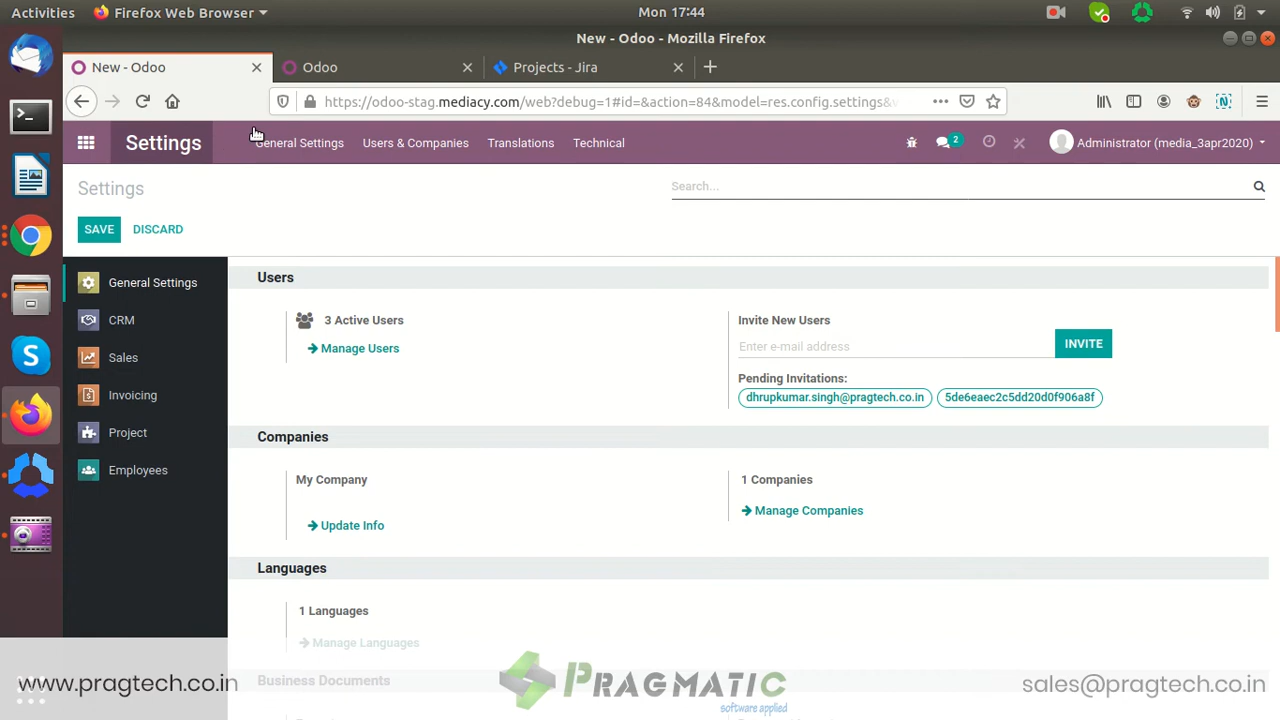 Activities Firefox Web Browser Mon 17:44
New - Odoo - Mozilla Firefox
New - Odoo Odoo Projects - Jira
https://odoo-stag.mediacy.com/web?debug=1#id=&action=84&model=res.config.settings&v
Settings General Settings Users & Companies Translations Technical 2 Administrator (media_3apr2020)
Settings Search...
SAVE DISCARD
General Settings
CRM
Sales
Invoicing
Project
Employees
Users
3 Active Users
Manage Users
Invite New Users
Enter e-mail address INVITE
Pending Invitations:
dhrupkumar.singh@pragtech.co.in 5de6eaec2c5dd20d0f906a8f
Companies
My Company
Update Info
1 Companies
Manage Companies
Languages
1 Languages
Manage Languages
Business Documents
www.pragtech.co.in
PRAGMATIC
software applied
sales@pragtech.co.in